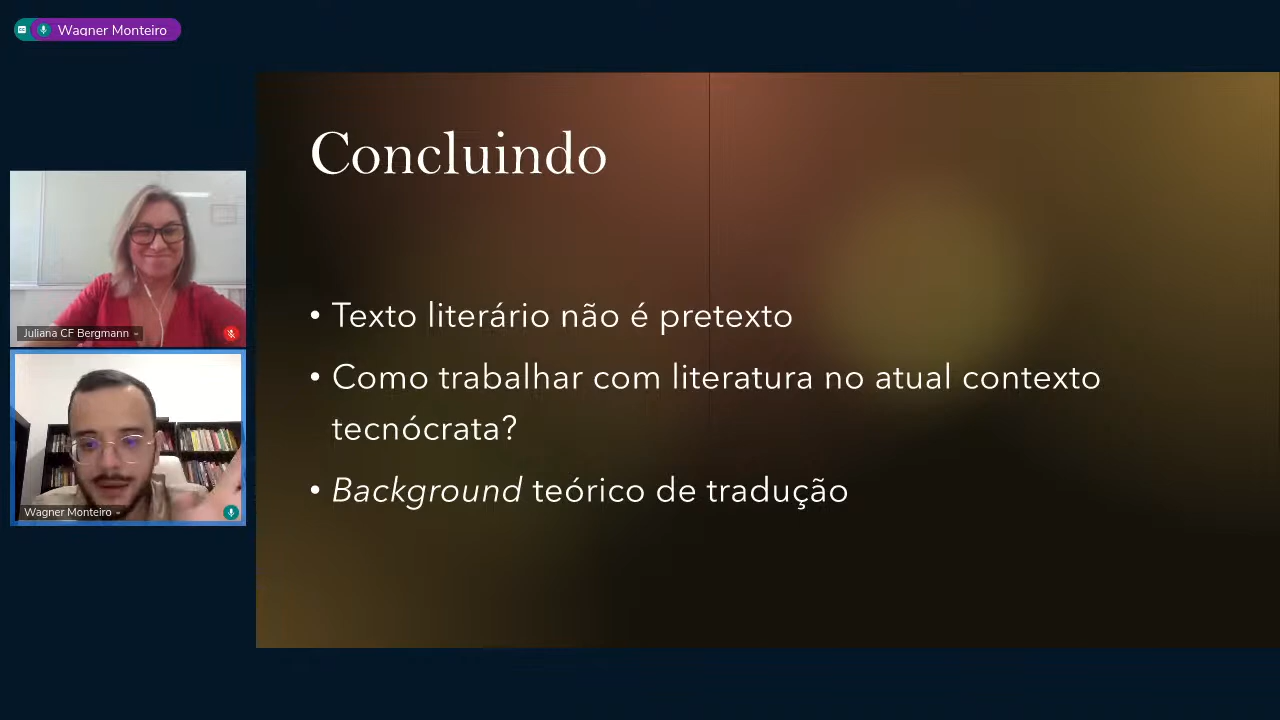 Wagner Monteiro
Concluindo
• Texto literário não é pretexto
• Como trabalhar com literatura no atual contexto
tecnócrata?
• Background teórico de tradução
Juliana CF Bergmann
Wagner Monteiro